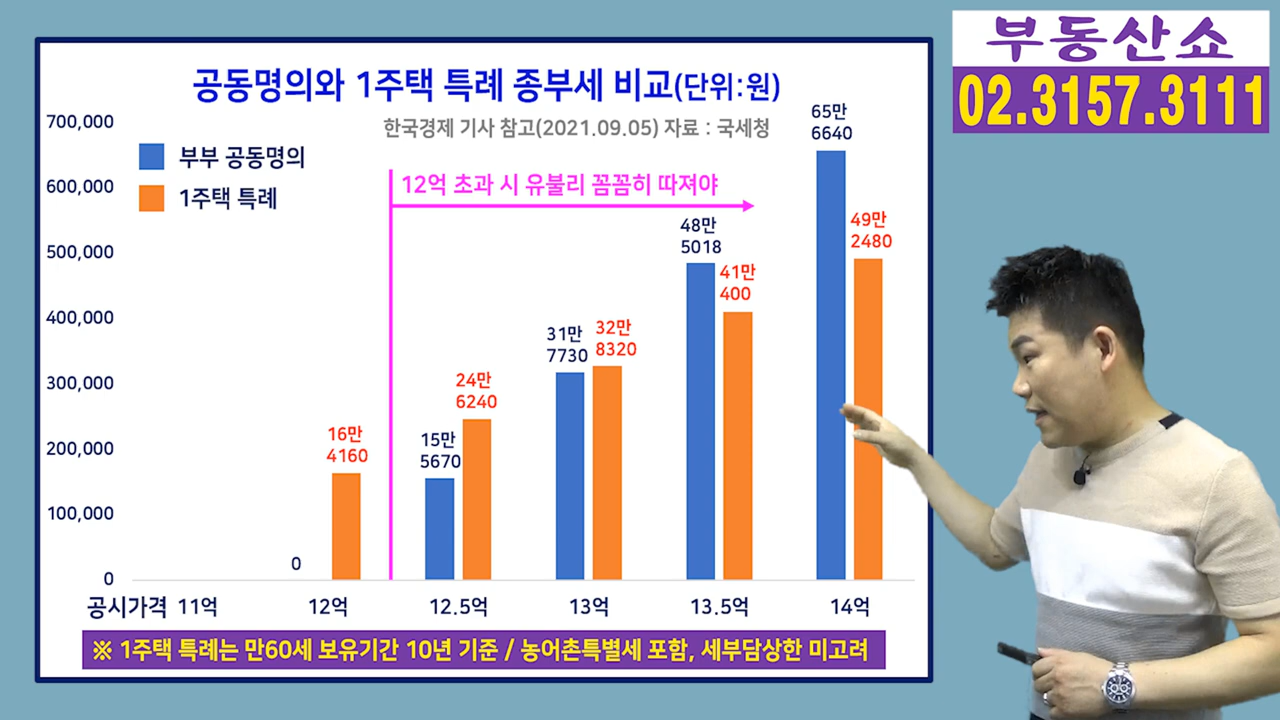 부동산쇼
02.3157.3111
공동명의와 1주택 특례 종부세 비교(단위:원)
한국경제 기사 참고(2021.09.05) 자료 : 국세청
부부 공동명의
1주택 특례
12억 초과 시 유불리 꼼꼼히 따져야
700,000
600,000
500,000
400,000
300,000
200,000
100,000
0
0
16만
4160
15만
5670
24만
6240
31만
7730
32만
8320
48만
5018
41만
400
65만
6640
49만
2480
공시가격 11억 12억 12.5억 13억 13.5억 14억
※ 1주택 특례는 만60세 보유기간 10년 기준 / 농어촌특별세 포함, 세부담상한 미고려